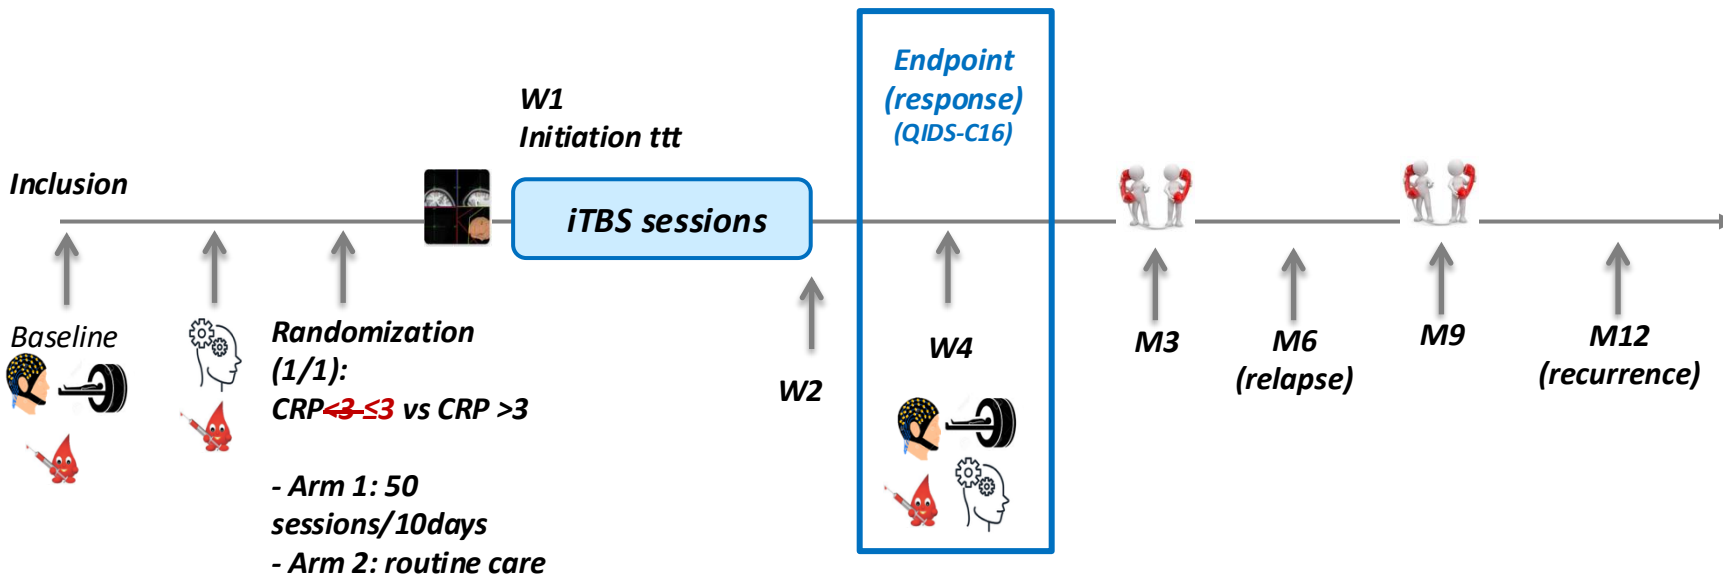 Inclusion
W1
Initiation ttt
iTBS sessions
Endpoint
(response)
(QIDS-C16)
Baseline
Randomization
(1/1):
CRP<3 ≤3 vs CRP >3
- Arm 1: 50
sessions/10days
- Arm 2: routine care
W2
W4
M3
M6
(relapse)
M9
M12
(recurrence)